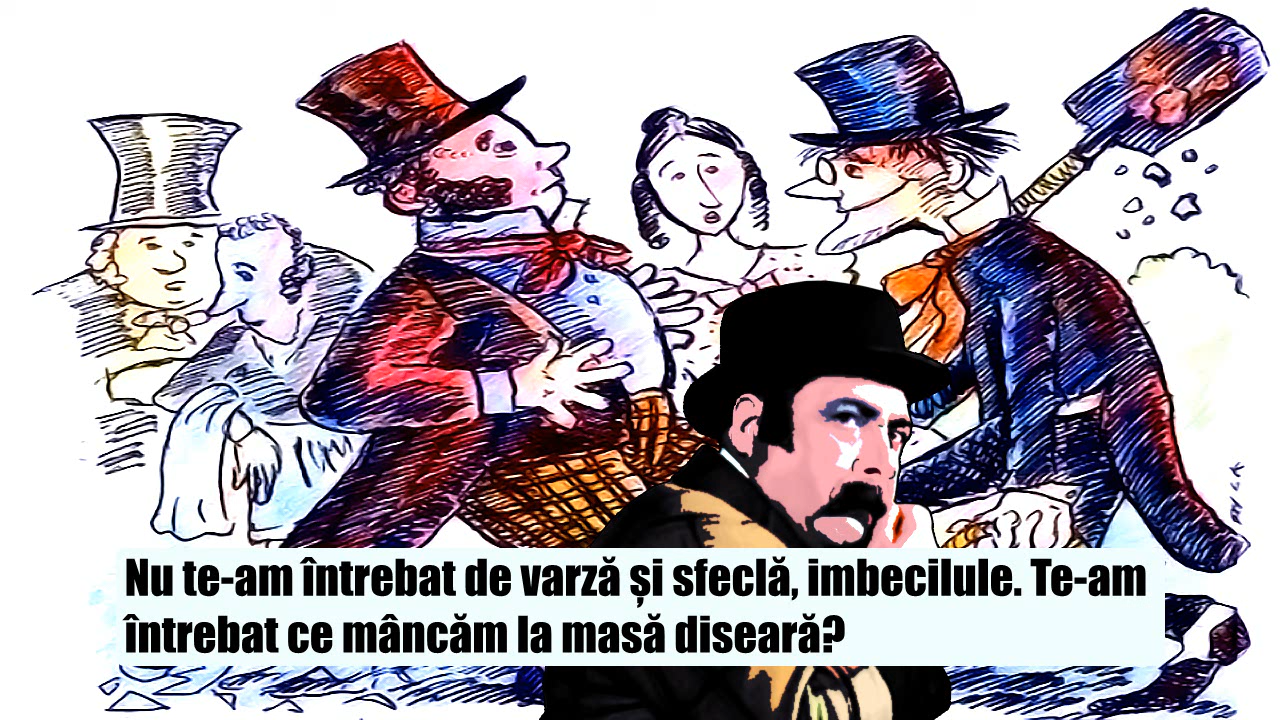 Nu te-am întrebat de varză și sfeclă, imbecilule. Te-am
întrebat ce mâncăm la masă diseară?